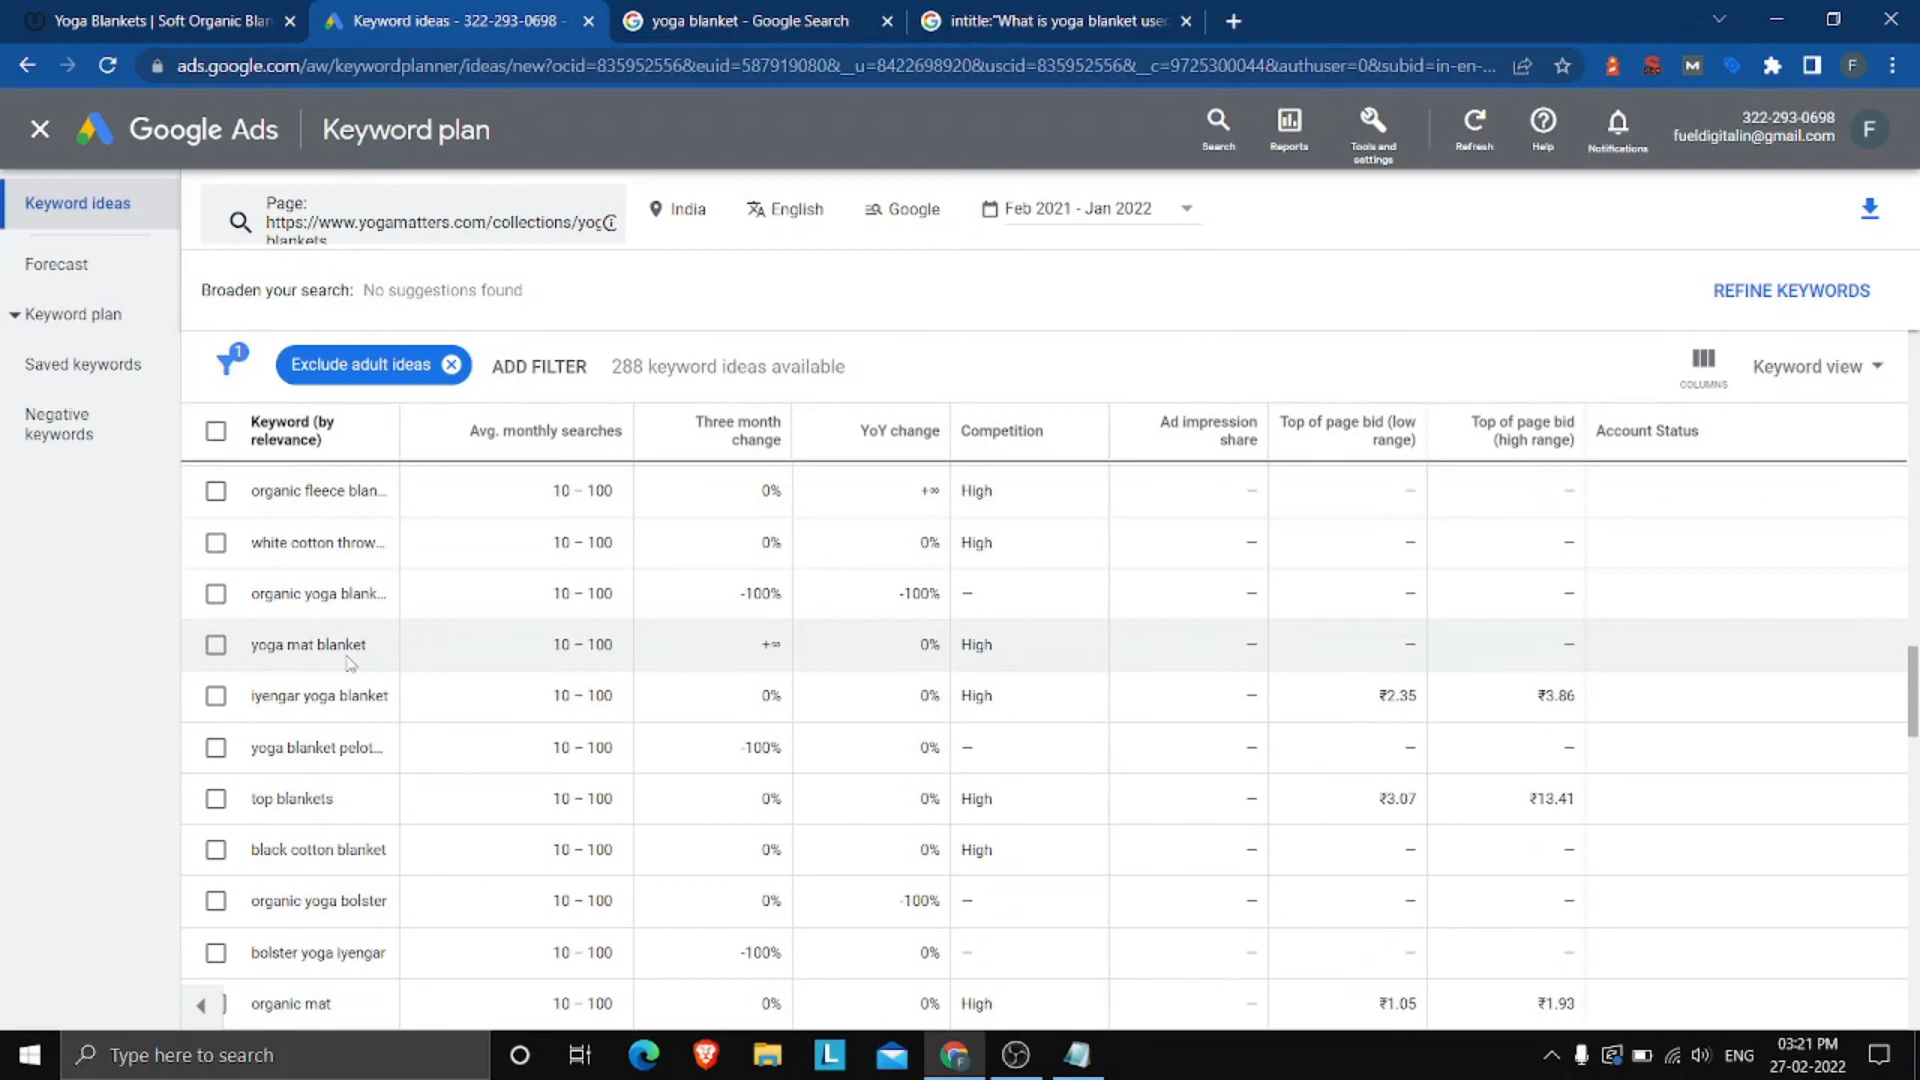 Yoga Blankets | Soft Organic Blan
Keyword ideas - 322-293-0698 -
yoga blanket - Google Search
intitle:"What is yoga blanket use
ads.google.com/aw/keywordplanner/ideas/new?ocid=835952556&euid=587919080&__u=8422698920&uscid=835952556&__c=9725300044&authuser=0&subid=in-en-...
M
F
Google Ads
Keyword plan
Search
Reports
Tools and settings
Refresh
Help
Notifications
322-293-0698
fueldigitalin@gmail.com
F
Keyword ideas
Forecast
Keyword plan
Saved keywords
Negative keywords
Page:
https://www.yogamatters.com/collections/yog
blankets
India
English
Google
Feb 2021 - Jan 2022
Broaden your search: No suggestions found
REFINE KEYWORDS
1
Exclude adult ideas
ADD FILTER
288 keyword ideas available
COLUMNS
Keyword view
Keyword (by relevance) Avg. monthly searches Three month change YoY change Competition Ad impression share Top of page bid (low range) Top of page bid (high range) Account Status
organic fleece blan... 10 – 100 0% +∞ High – – –
white cotton throw... 10 – 100 0% 0% High – – –
organic yoga blank... 10 – 100 -100% -100% – – – –
yoga mat blanket 10 – 100 +∞ 0% High – – –
iyengar yoga blanket 10 – 100 0% 0% High – ₹2.35 ₹3.86
yoga blanket pelot... 10 – 100 -100% 0% – – – –
top blankets 10 – 100 0% 0% High – ₹3.07 ₹13.41
black cotton blanket 10 – 100 0% 0% High – – –
organic yoga bolster 10 – 100 0% -100% – – – –
bolster yoga iyengar 10 – 100 -100% 0% – – – –
organic mat 10 – 100 0% 0% High – ₹1.05 ₹1.93
Type here to search
L
F
ENG
03:21 PM
27-02-2022